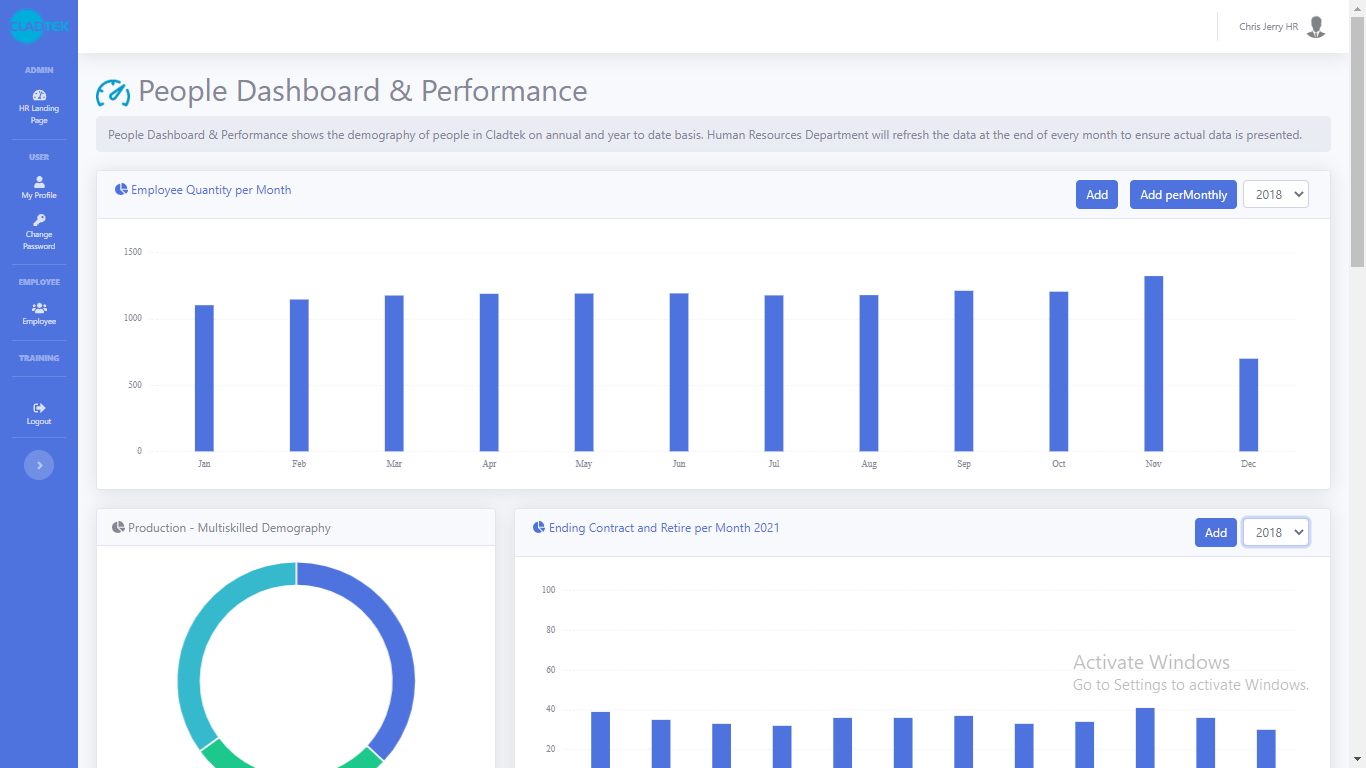 CLADTEK
Chris Jerry HR
ADMIN
HR Landing
Page
USER
My Profile
Change
Password
EMPLOYEE
Employee
TRAINING
Logout
People Dashboard & Performance
People Dashboard & Performance shows the demography of people in Cladtek on annual and year to date basis. Human Resources Department will refresh the data at the end of every month to ensure actual data is presented.
Employee Quantity per Month
Add
Add perMonthly
2018
1500
1000
500
0
Jan Feb Mar Apr May Jun Jul Aug Sep Oct Nov Dec
Production - Multiskilled Demography
Ending Contract and Retire per Month 2021
Add
2018
100
80
60
40
20
Activate Windows
Go to Settings to activate Windows.